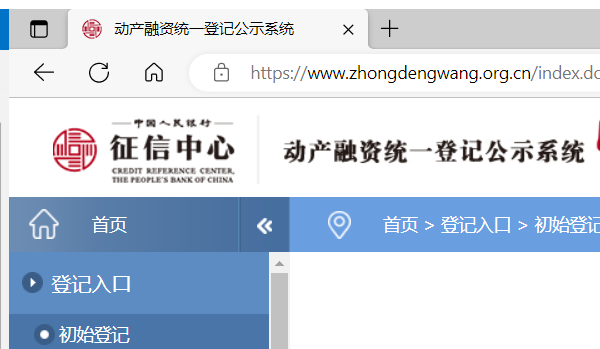 动产融资统一登记公示系统
https://www.zhongdengwang.org.cn/index.do
中国人民银行
征信中心
CREDIT REFERENCE CENTER,
THE PEOPLE'S BANK OF CHINA
动产融资统一登记公示系统
首页
首页 > 登记入口 > 初始登记
登记入口
初始登记